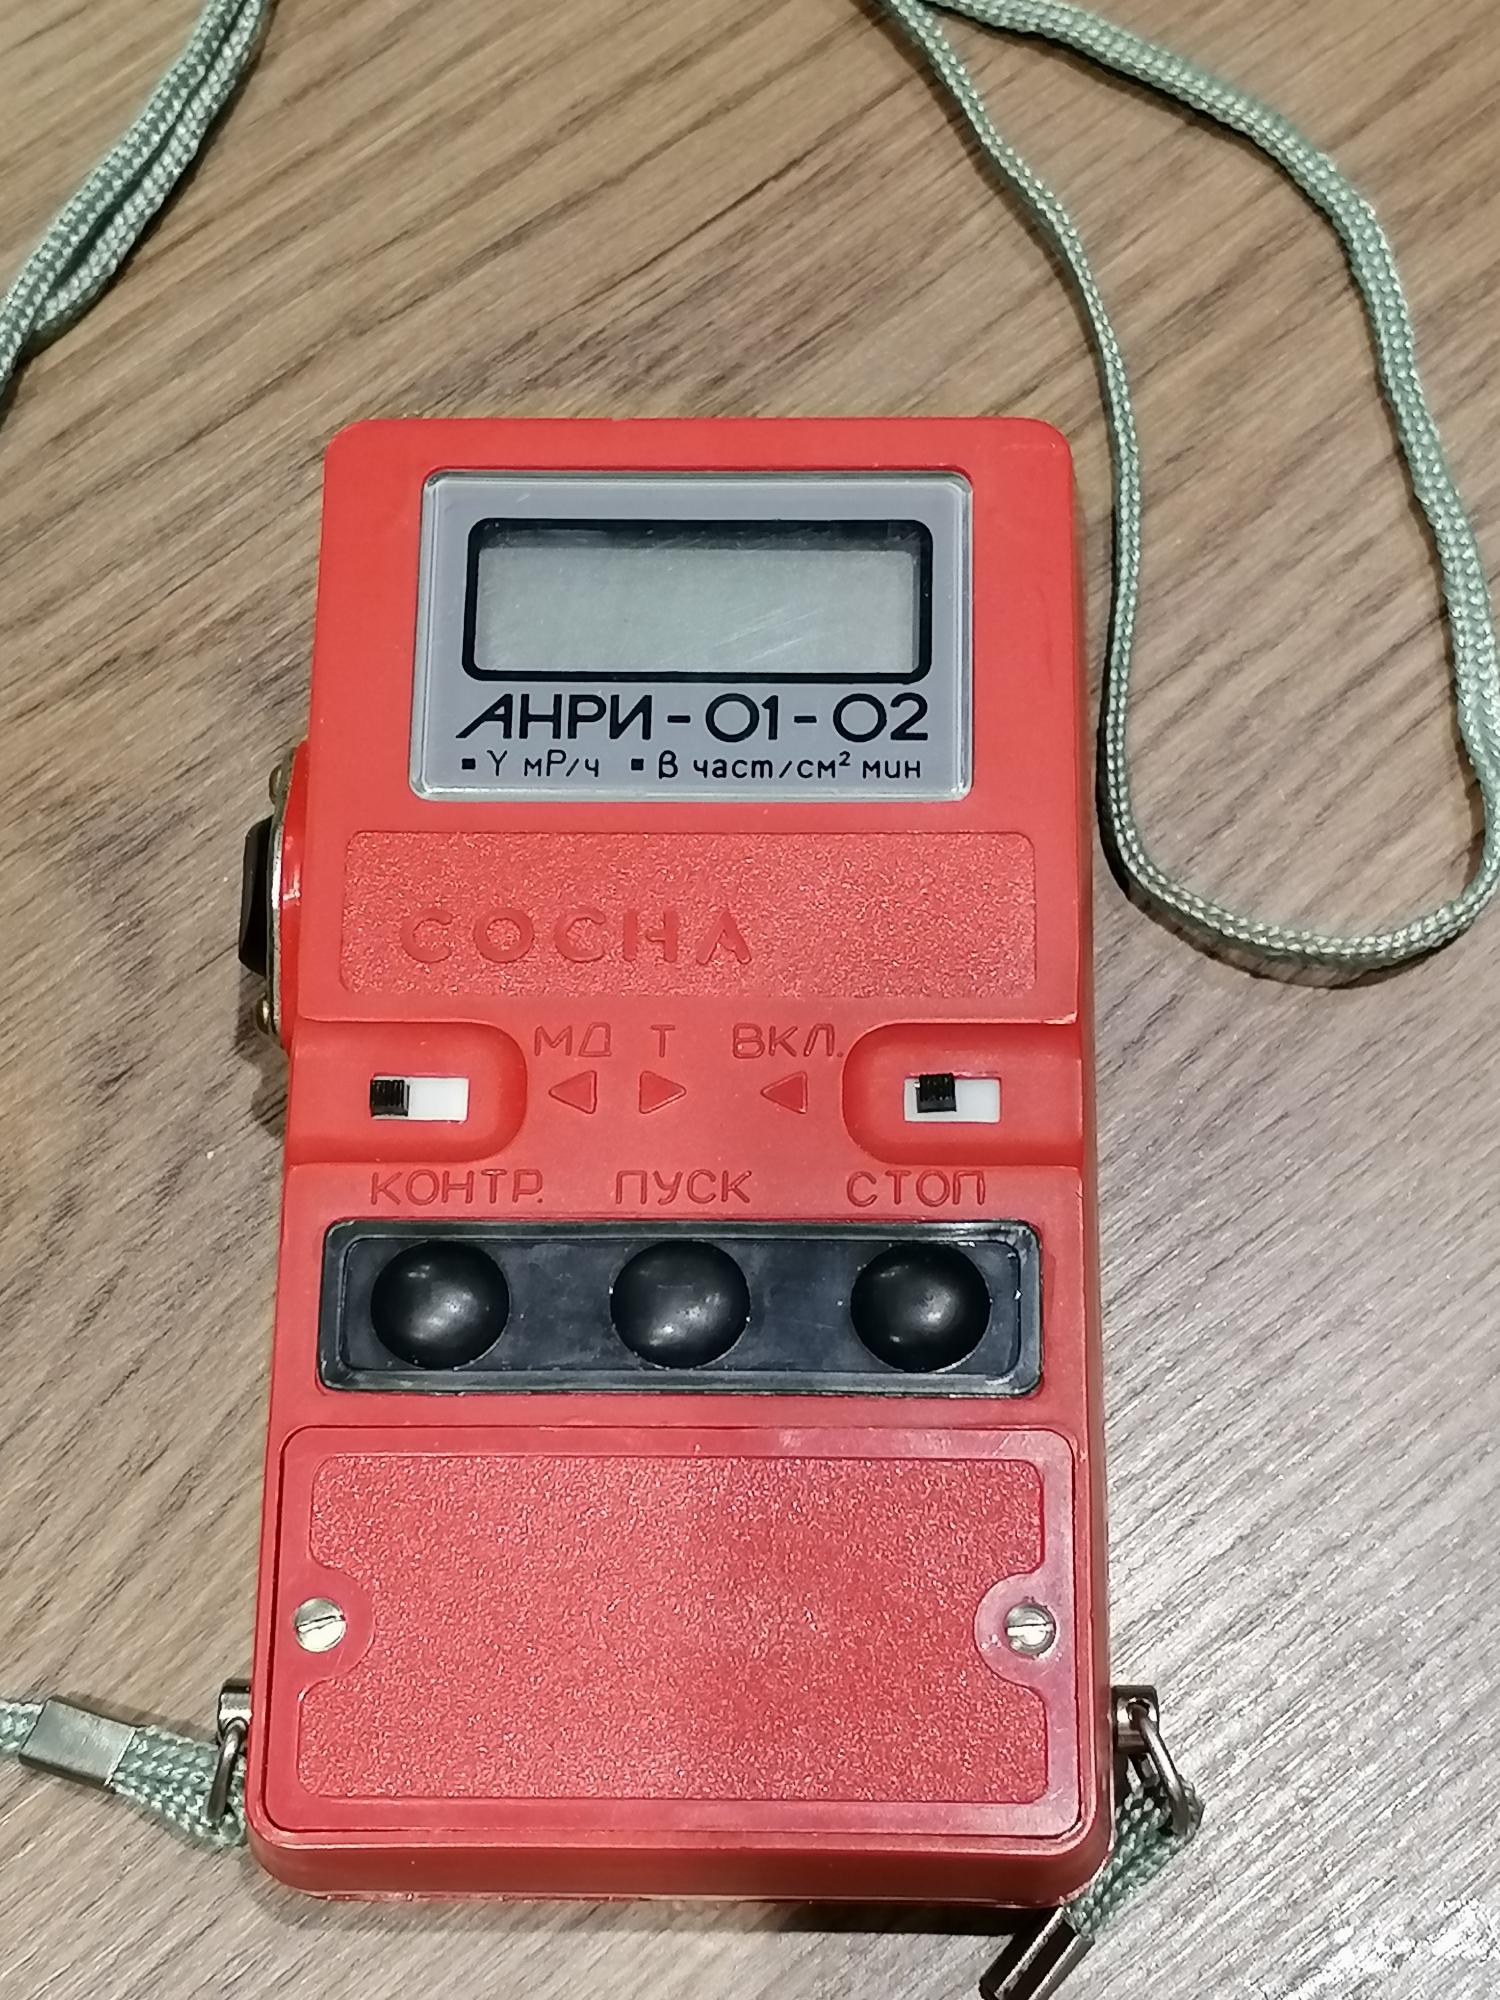 АНРИ-01-02
▪γ мР/ч ▪β част/см² мин
СОСНА
МД Т ВКЛ.
КОНТР. ПУСК СТОП